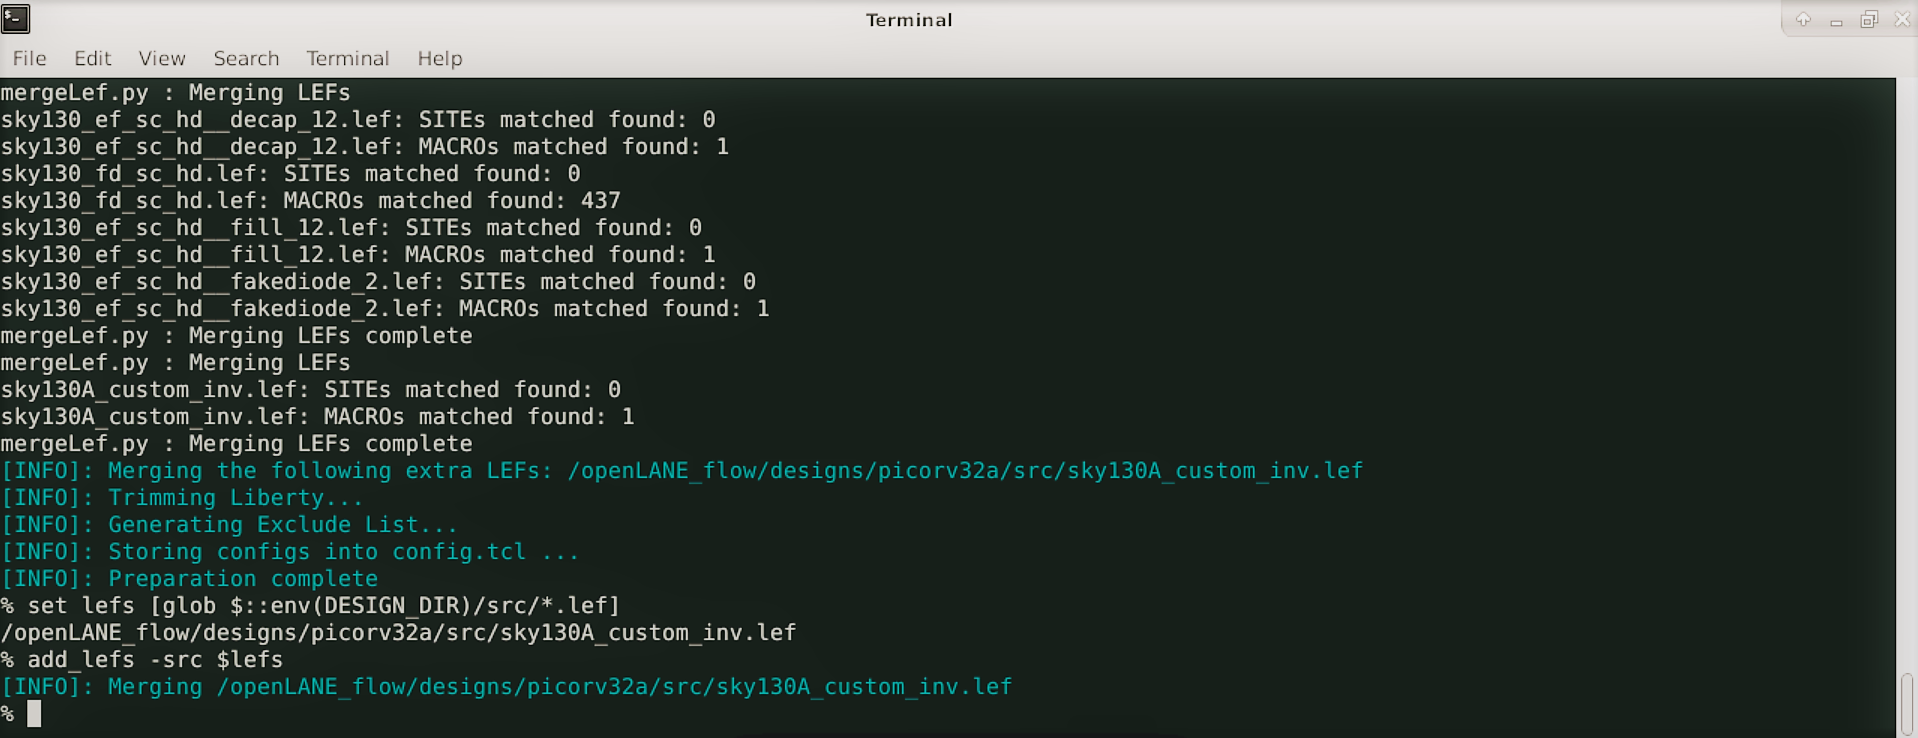 Terminal
File Edit View Search Terminal Help
mergeLef.py : Merging LEFs
sky130_ef_sc_hd__decap_12.lef: SITEs matched found: 0
sky130_ef_sc_hd__decap_12.lef: MACROs matched found: 1
sky130_fd_sc_hd.lef: SITEs matched found: 0
sky130_fd_sc_hd.lef: MACROs matched found: 437
sky130_ef_sc_hd__fill_12.lef: SITEs matched found: 0
sky130_ef_sc_hd__fill_12.lef: MACROs matched found: 1
sky130_ef_sc_hd__fakediode_2.lef: SITEs matched found: 0
sky130_ef_sc_hd__fakediode_2.lef: MACROs matched found: 1
mergeLef.py : Merging LEFs complete
mergeLef.py : Merging LEFs
sky130A_custom_inv.lef: SITEs matched found: 0
sky130A_custom_inv.lef: MACROs matched found: 1
mergeLef.py : Merging LEFs complete
[INFO]: Merging the following extra LEFs: /openLANE_flow/designs/picorv32a/src/sky130A_custom_inv.lef
[INFO]: Trimming Liberty...
[INFO]: Generating Exclude List...
[INFO]: Storing configs into config.tcl ...
[INFO]: Preparation complete
% set lefs [glob $::env(DESIGN_DIR)/src/*.lef]
/openLANE_flow/designs/picorv32a/src/sky130A_custom_inv.lef
% add_lefs -src $lefs
[INFO]: Merging /openLANE_flow/designs/picorv32a/src/sky130A_custom_inv.lef
%